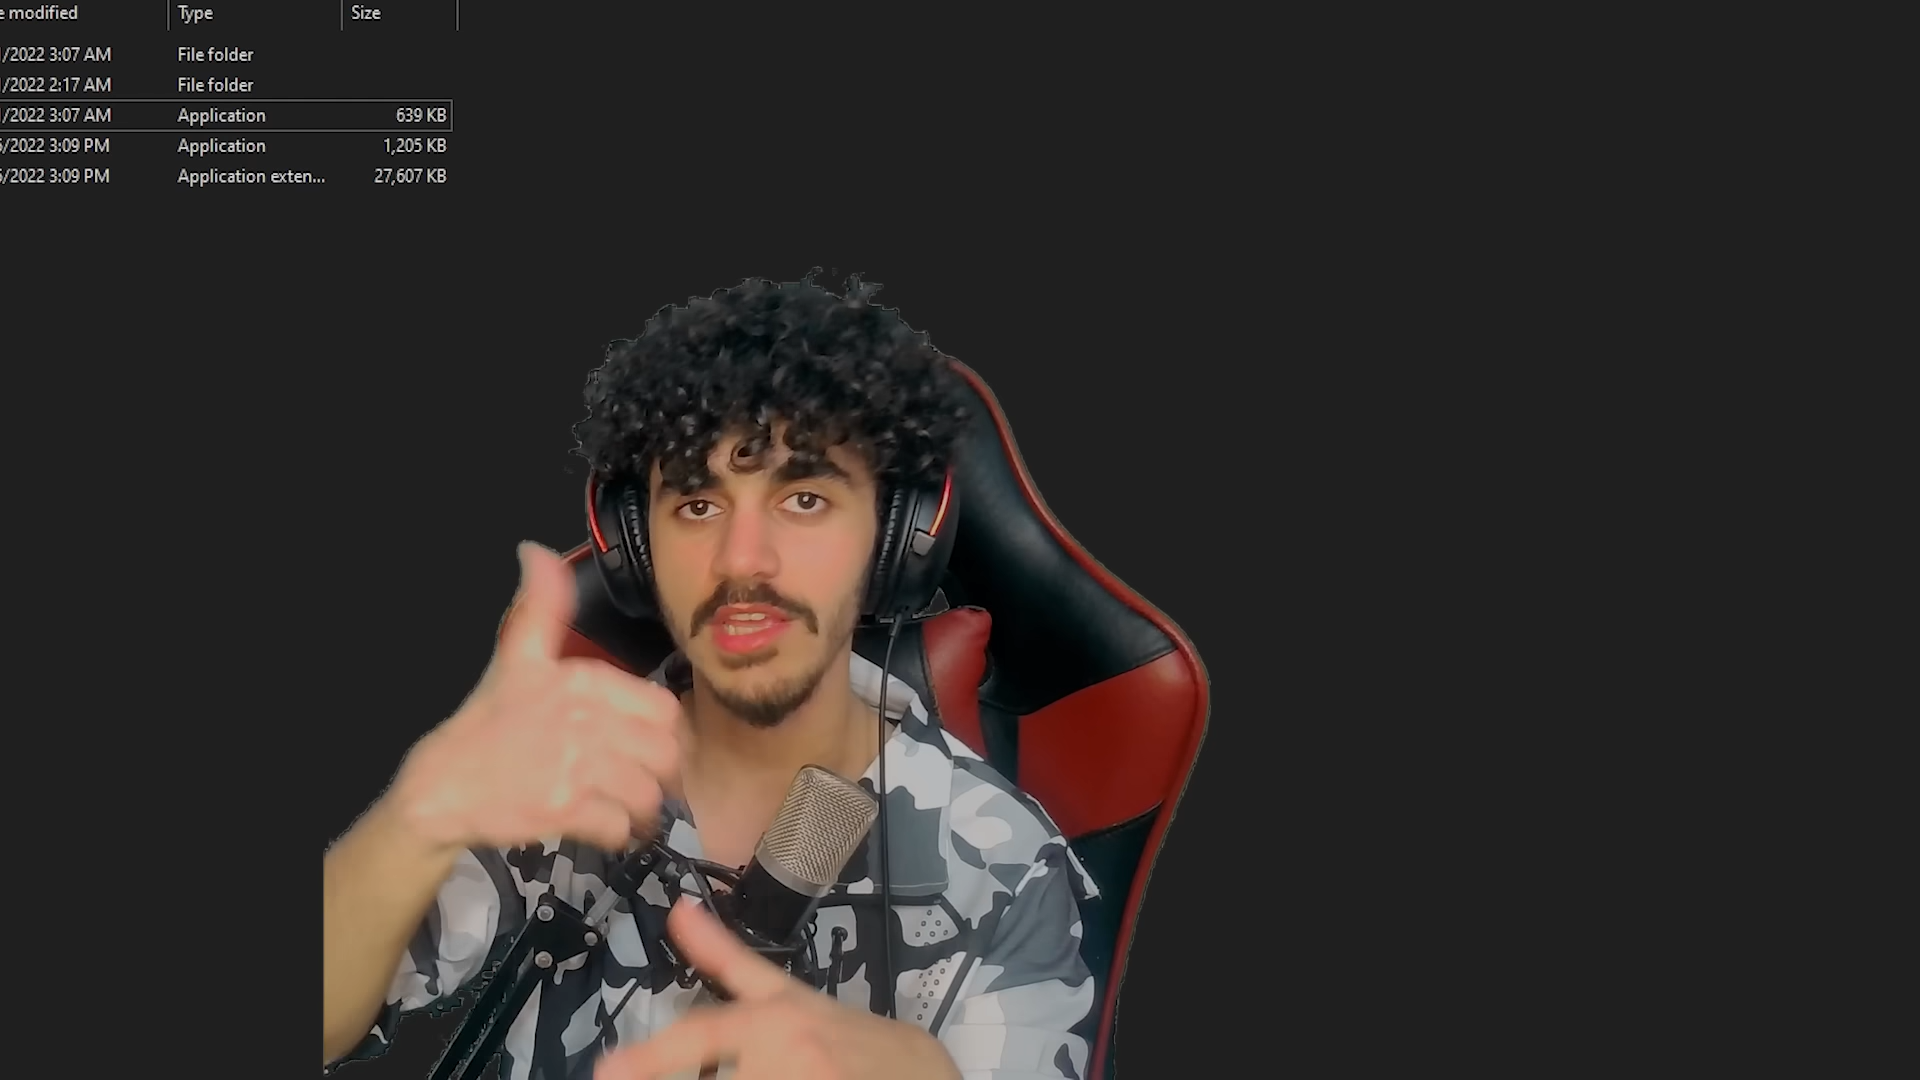 e modified Type Size
/2022 3:07 AM File folder
/2022 2:17 AM File folder
/2022 3:07 AM Application 639 KB
/2022 3:09 PM Application 1,205 KB
/2022 3:09 PM Application exten... 27,607 KB